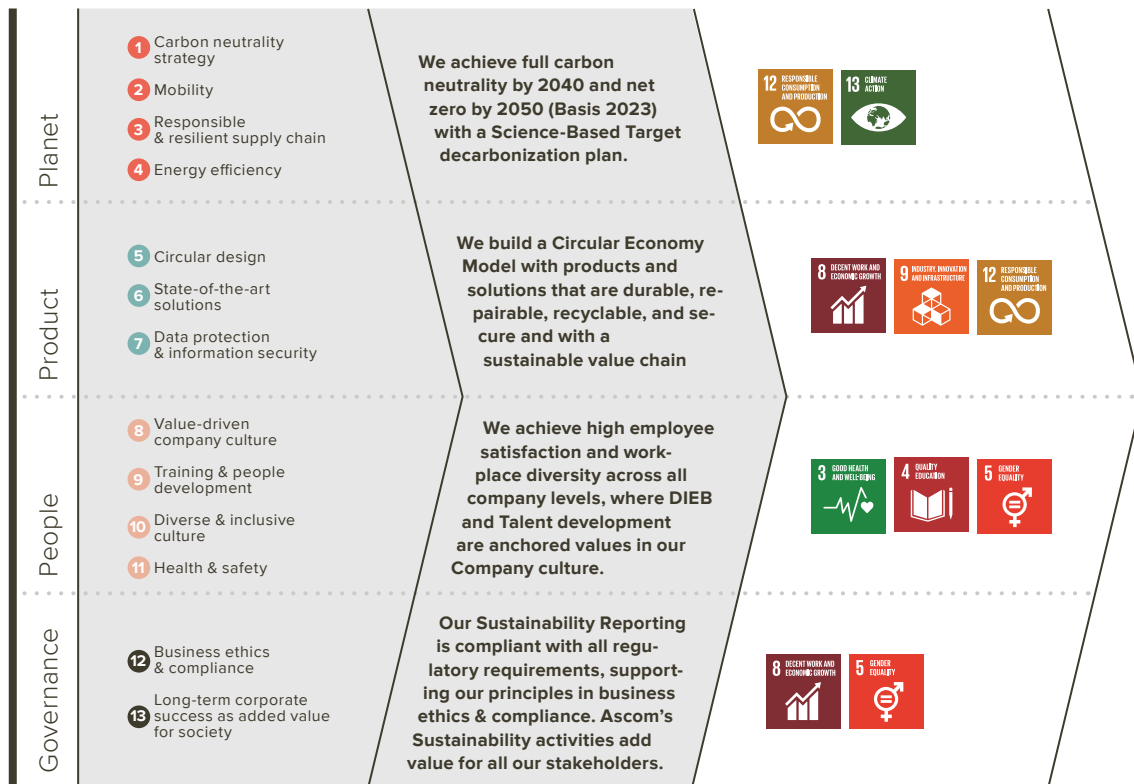 Planet
1 Carbon neutrality
strategy
2 Mobility
3 Responsible
& resilient supply chain
4 Energy efficiency
We achieve full carbon
neutrality by 2040 and net
zero by 2050 (Basis 2023)
with a Science-Based Target
decarbonization plan.
12 RESPONSIBLE
CONSUMPTION
AND PRODUCTION
13 CLIMATE
ACTION
Product
5 Circular design
6 State-of-the-art
solutions
7 Data protection
& information security
We build a Circular Economy
Model with products and
solutions that are durable, re-
pairable, recyclable, and se-
cure and with a
sustainable value chain
8 DECENT WORK AND
ECONOMIC GROWTH
9 INDUSTRY, INNOVATION
AND INFRASTRUCTURE
12 RESPONSIBLE
CONSUMPTION
AND PRODUCTION
People
8 Value-driven
company culture
9 Training & people
development
10 Diverse & inclusive
culture
11 Health & safety
We achieve high employee
satisfaction and work-
place diversity across all
company levels, where DIEB
and Talent development
are anchored values in our
Company culture.
3 GOOD HEALTH
AND WELL-BEING
4 QUALITY
EDUCATION
5 GENDER
EQUALITY
Governance
12 Business ethics
& compliance
13 Long-term corporate
success as added value
for society
Our Sustainability Reporting
is compliant with all regu-
latory requirements, support-
ing our principles in business
ethics & compliance. Ascom’s
Sustainability activities add
value for all our stakeholders.
8 DECENT WORK AND
ECONOMIC GROWTH
5 GENDER
EQUALITY